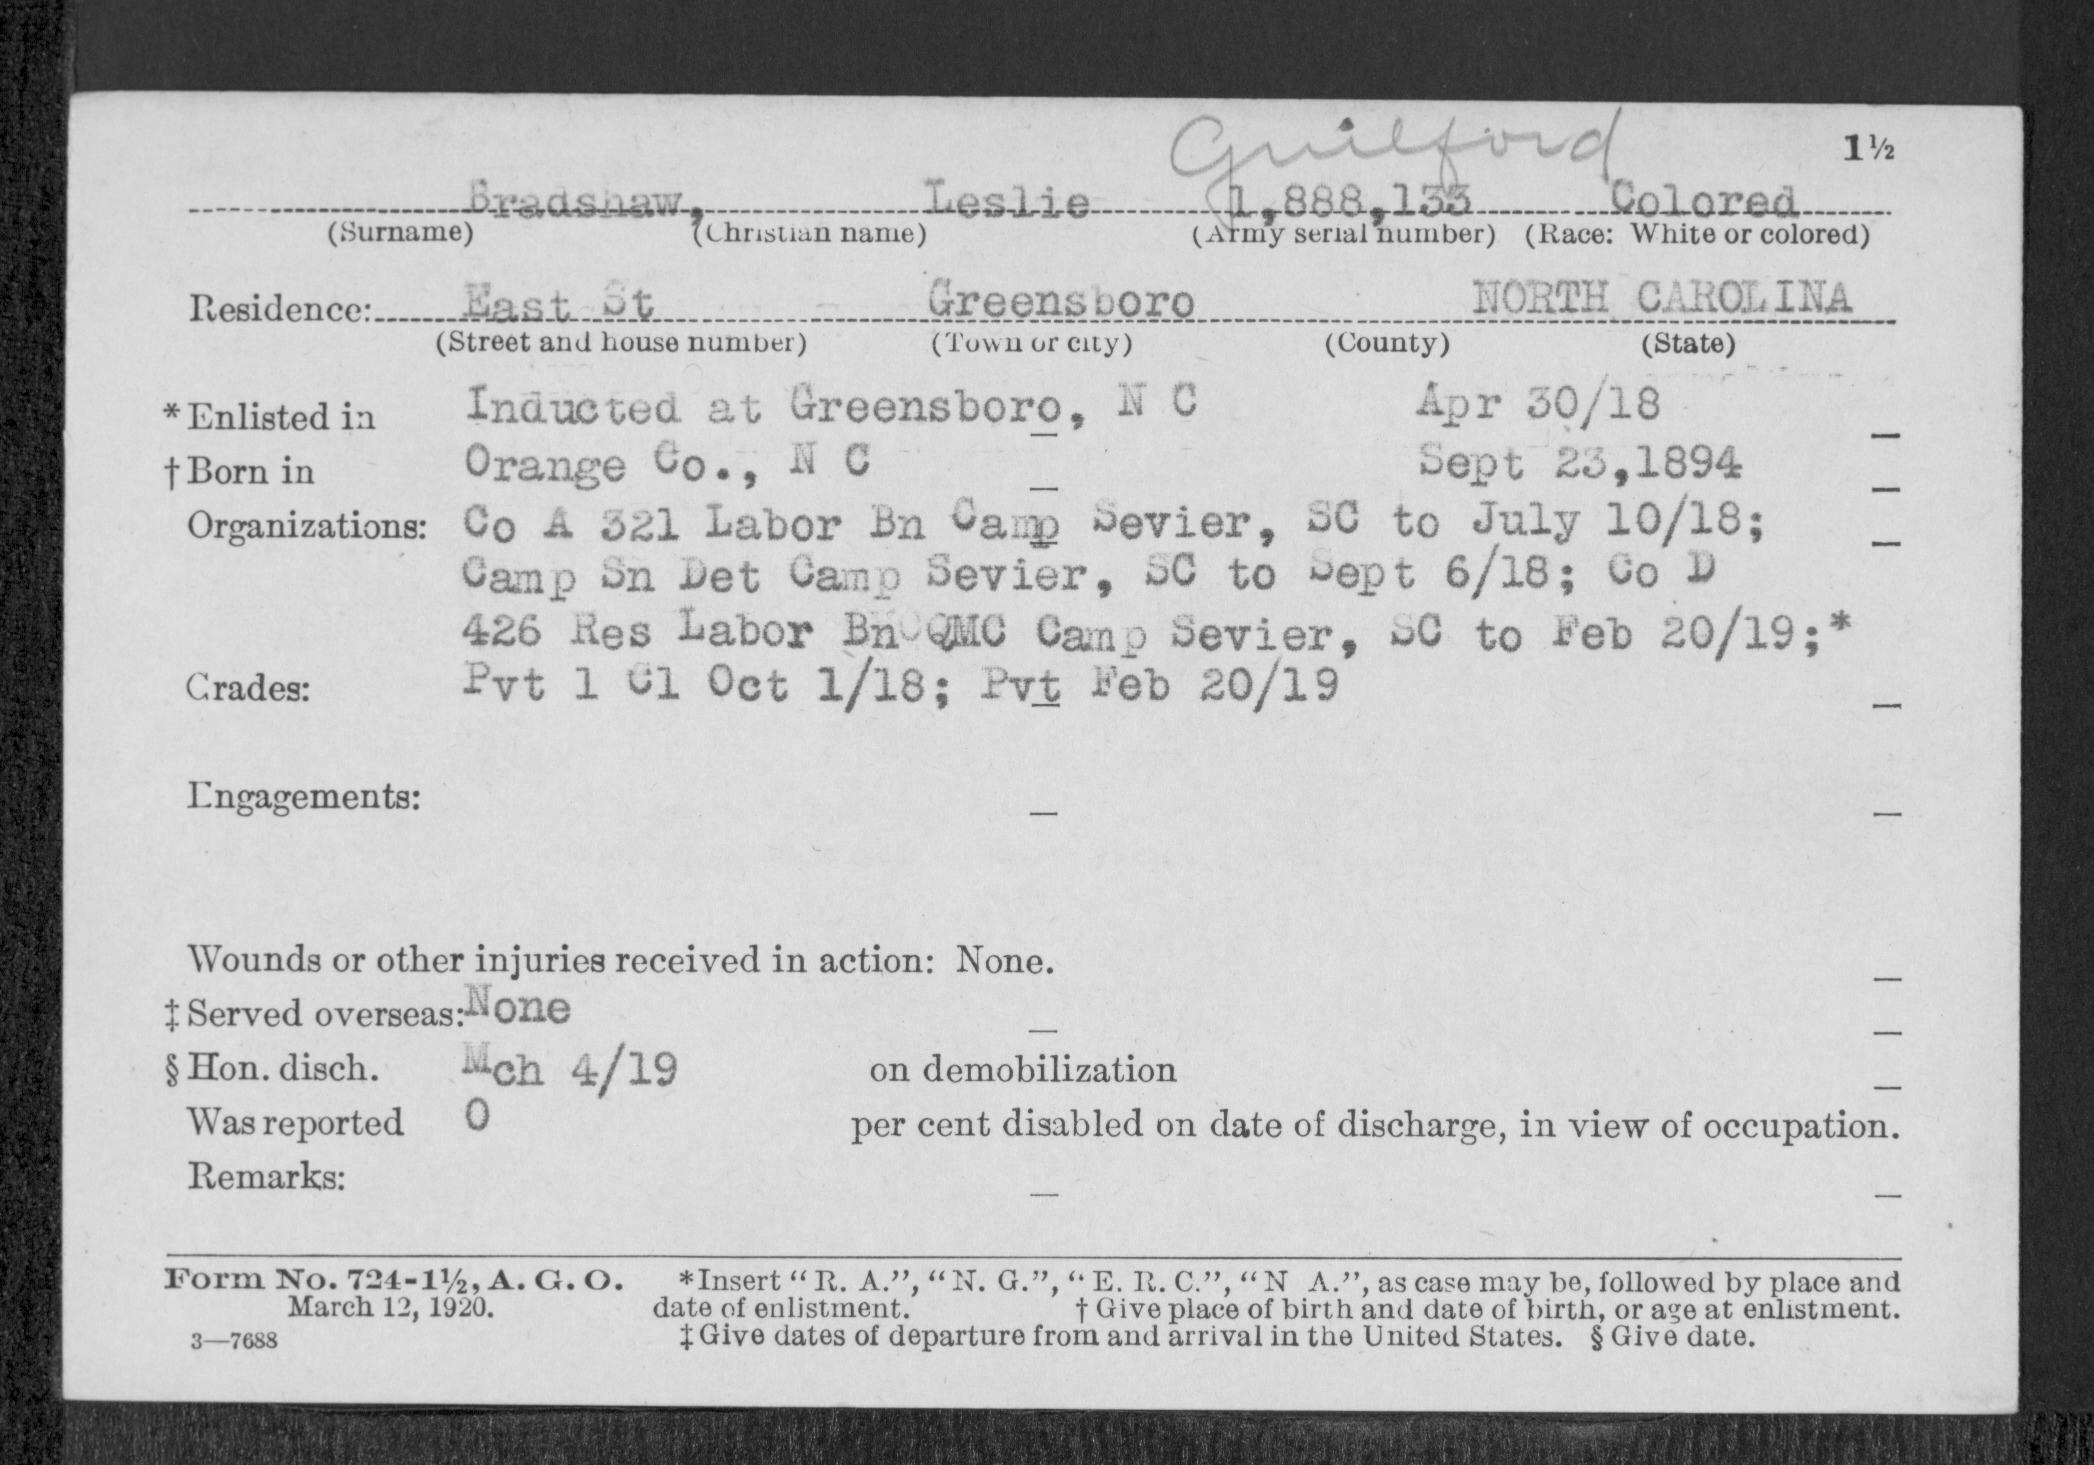 Guilford
1½
Bradshaw, Leslie 1,888,133 Colored
(Surname) (Christian name) (Army serial number) (Race: White or colored)
Residence: East St Greensboro NORTH CAROLINA
(Street and house number) (Town or city) (County) (State)
*Enlisted in Inducted at Greensboro, N C Apr 30/18
†Born in Orange Co., N C Sept 23,1894
Organizations: Co A 321 Labor Bn Camp Sevier, SC to July 10/18;
Camp Sn Det Camp Sevier, SC to Sept 6/18; Co D
426 Res Labor Bn QMC Camp Sevier, SC to Feb 20/19;*
Grades: Pvt 1 Cl Oct 1/18; Pvt Feb 20/19
Engagements:
Wounds or other injuries received in action: None.
‡Served overseas: None
§Hon. disch. Mch 4/19 on demobilization
Was reported 0 per cent disabled on date of discharge, in view of occupation.
Remarks:
Form No. 724-1½, A. G. O. *Insert "R. A.", "N. G.", "E. R. C.", "N A.", as case may be, followed by place and
March 12, 1920. date of enlistment. †Give place of birth and date of birth, or age at enlistment.
3—7688 ‡Give dates of departure from and arrival in the United States. §Give date.